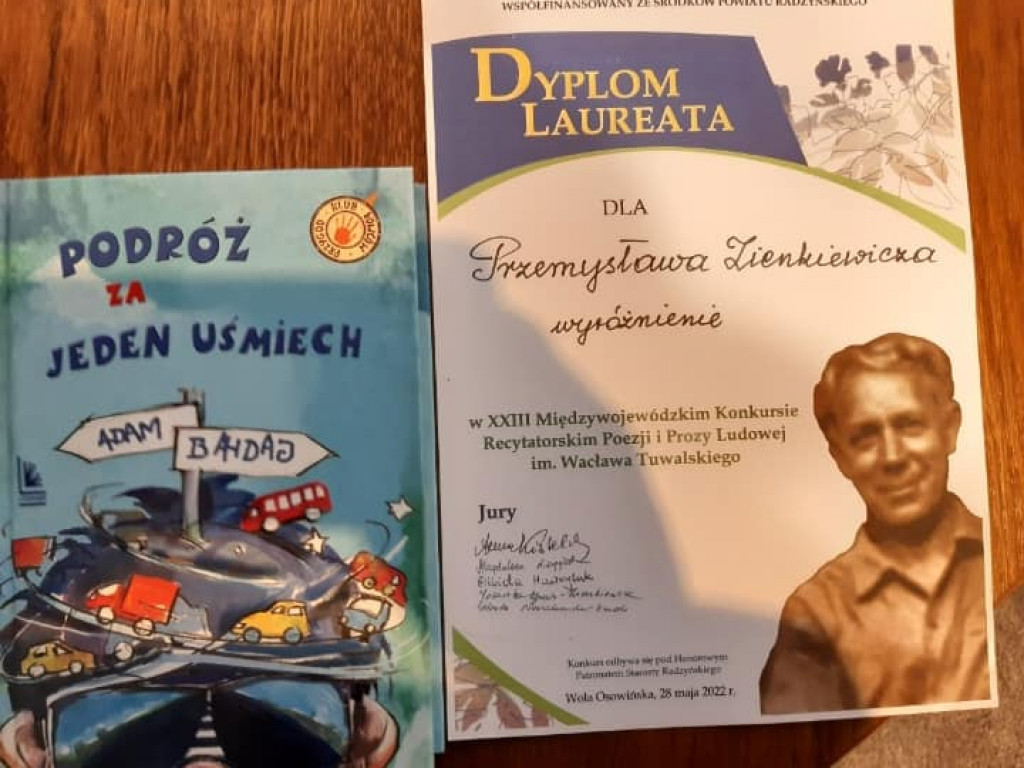 PODRÓŻ
ZA
JEDEN UŚMIECH
ADAM
BAHDAJ
KLUB
WSPÓŁFINANSOWANY ZE ŚRODKÓW POWIATU RADZYŃSKIEGO
DYPLOM
LAUREATA
DLA
Przemysława Zienkiewicza
wyróżnienie
w XXIII Międzywojewódzkim Konkursie
Recytatorskim Poezji i Prozy Ludowej
im. Wacława Tuwalskiego
Jury
Konkurs odbywa się pod Honorowym
Patronatem Starosty Radzyńskiego
Wola Osowińska, 28 maja 2022 r.